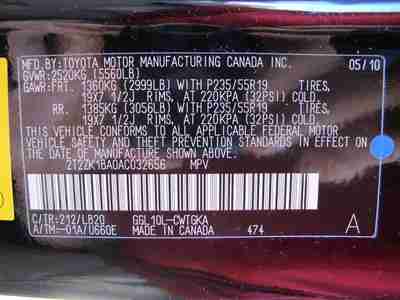 MFD.BY:TOYOTA MOTOR MANUFACTURING CANADA INC.
GVWR:2520KG (5560LB) 05/10
GAWR:FRT. 1360KG (2999LB) WITH P235/55R19 TIRES,
19X7 1/2J RIMS, AT 220KPA (32PSI) COLD.
RR. 1385KG (3056LB) WITH P235/55R19 TIRES,
19X7 1/2J RIMS, AT 220KPA (32PSI) COLD.
THIS VEHICLE CONFORMS TO ALL APPLICABLE
FEDERAL MOTOR VEHICLE SAFETY AND
THEFT PREVENTION STANDARDS IN EFFECT ON
THE DATE OF MANUFACTURE SHOWN ABOVE.
2T2ZK1BA0AC032656 MPV
C/TR:212/LB20 GGL10L-CWTGKA A
A/TM:-01A/U660E MADE IN CANADA 474